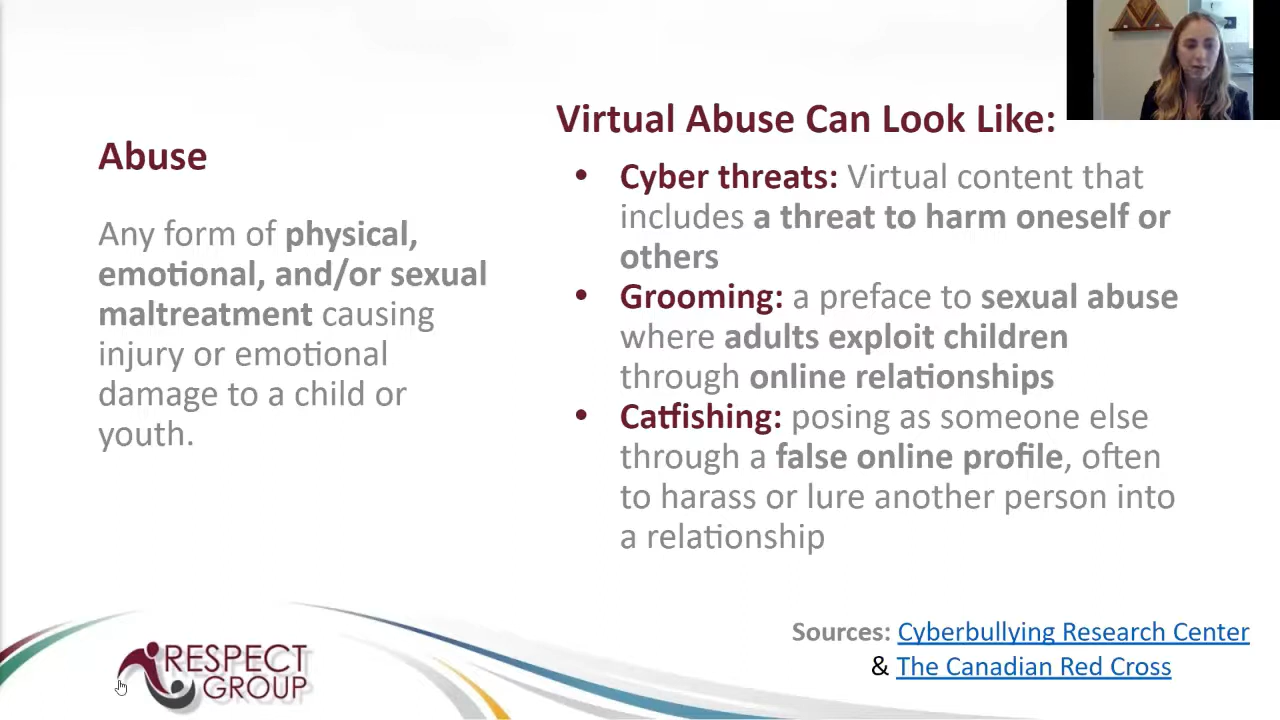 Abuse
Any form of physical,
emotional, and/or sexual
maltreatment causing
injury or emotional
damage to a child or
youth.
Virtual Abuse Can Look Like:
• Cyber threats: Virtual content that
includes a threat to harm oneself or
others
• Grooming: a preface to sexual abuse
where adults exploit children
through online relationships
• Catfishing: posing as someone else
through a false online profile, often
to harass or lure another person into
a relationship
RESPECT
GROUP
Sources: Cyberbullying Research Center
& The Canadian Red Cross